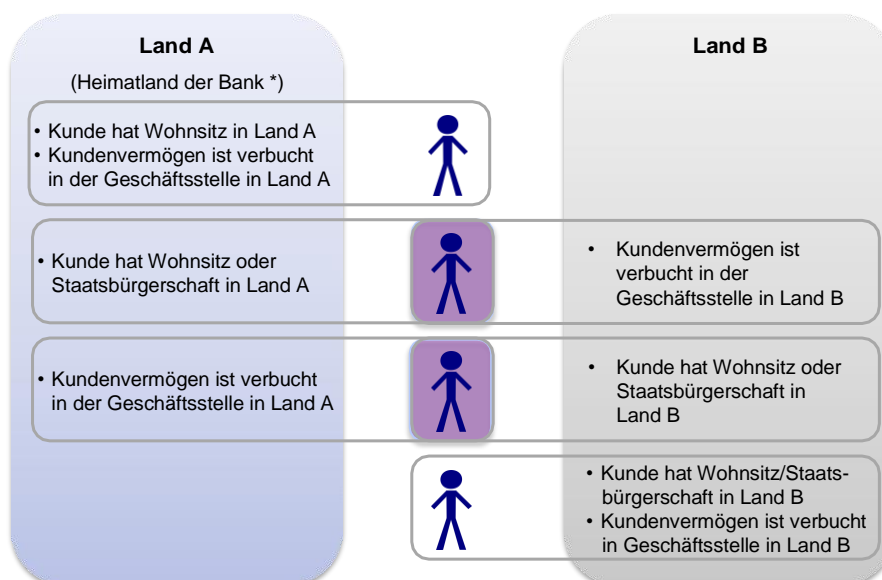 Land A
Land B
(Heimatland der Bank *)
• Kunde hat Wohnsitz in Land A
• Kundenvermögen ist verbucht
in der Geschäftsstelle in Land A
• Kunde hat Wohnsitz oder
Staatsbürgerschaft in Land A
• Kundenvermögen ist
verbucht in der
Geschäftsstelle in Land B
• Kundenvermögen ist verbucht
in der Geschäftsstelle in Land A
• Kunde hat Wohnsitz oder
Staatsbürgerschaft in
Land B
• Kunde hat Wohnsitz/Staats-
bürgerschaft in Land B
• Kundenvermögen ist verbucht
in Geschäftsstelle in Land B